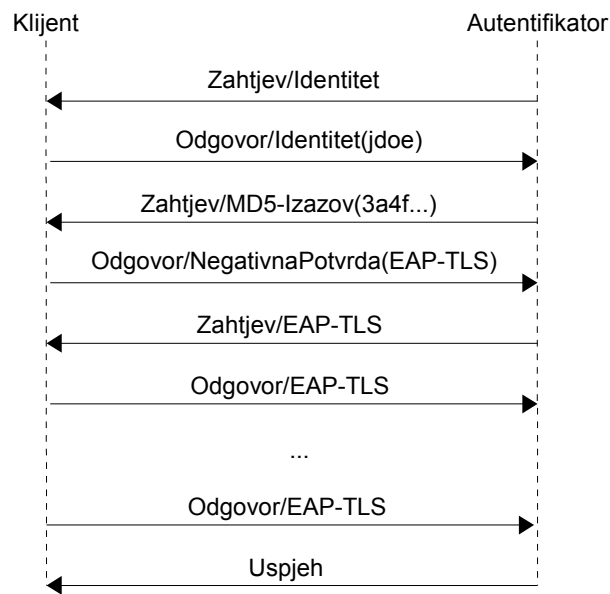 Klijent
Autentifikator
Zahtjev/Identitet
Odgovor/Identitet(jdoe)
Zahtjev/MD5-Izazov(3a4f...)
Odgovor/NegativnaPotvrda(EAP-TLS)
Zahtjev/EAP-TLS
Odgovor/EAP-TLS
...
Odgovor/EAP-TLS
Uspjeh